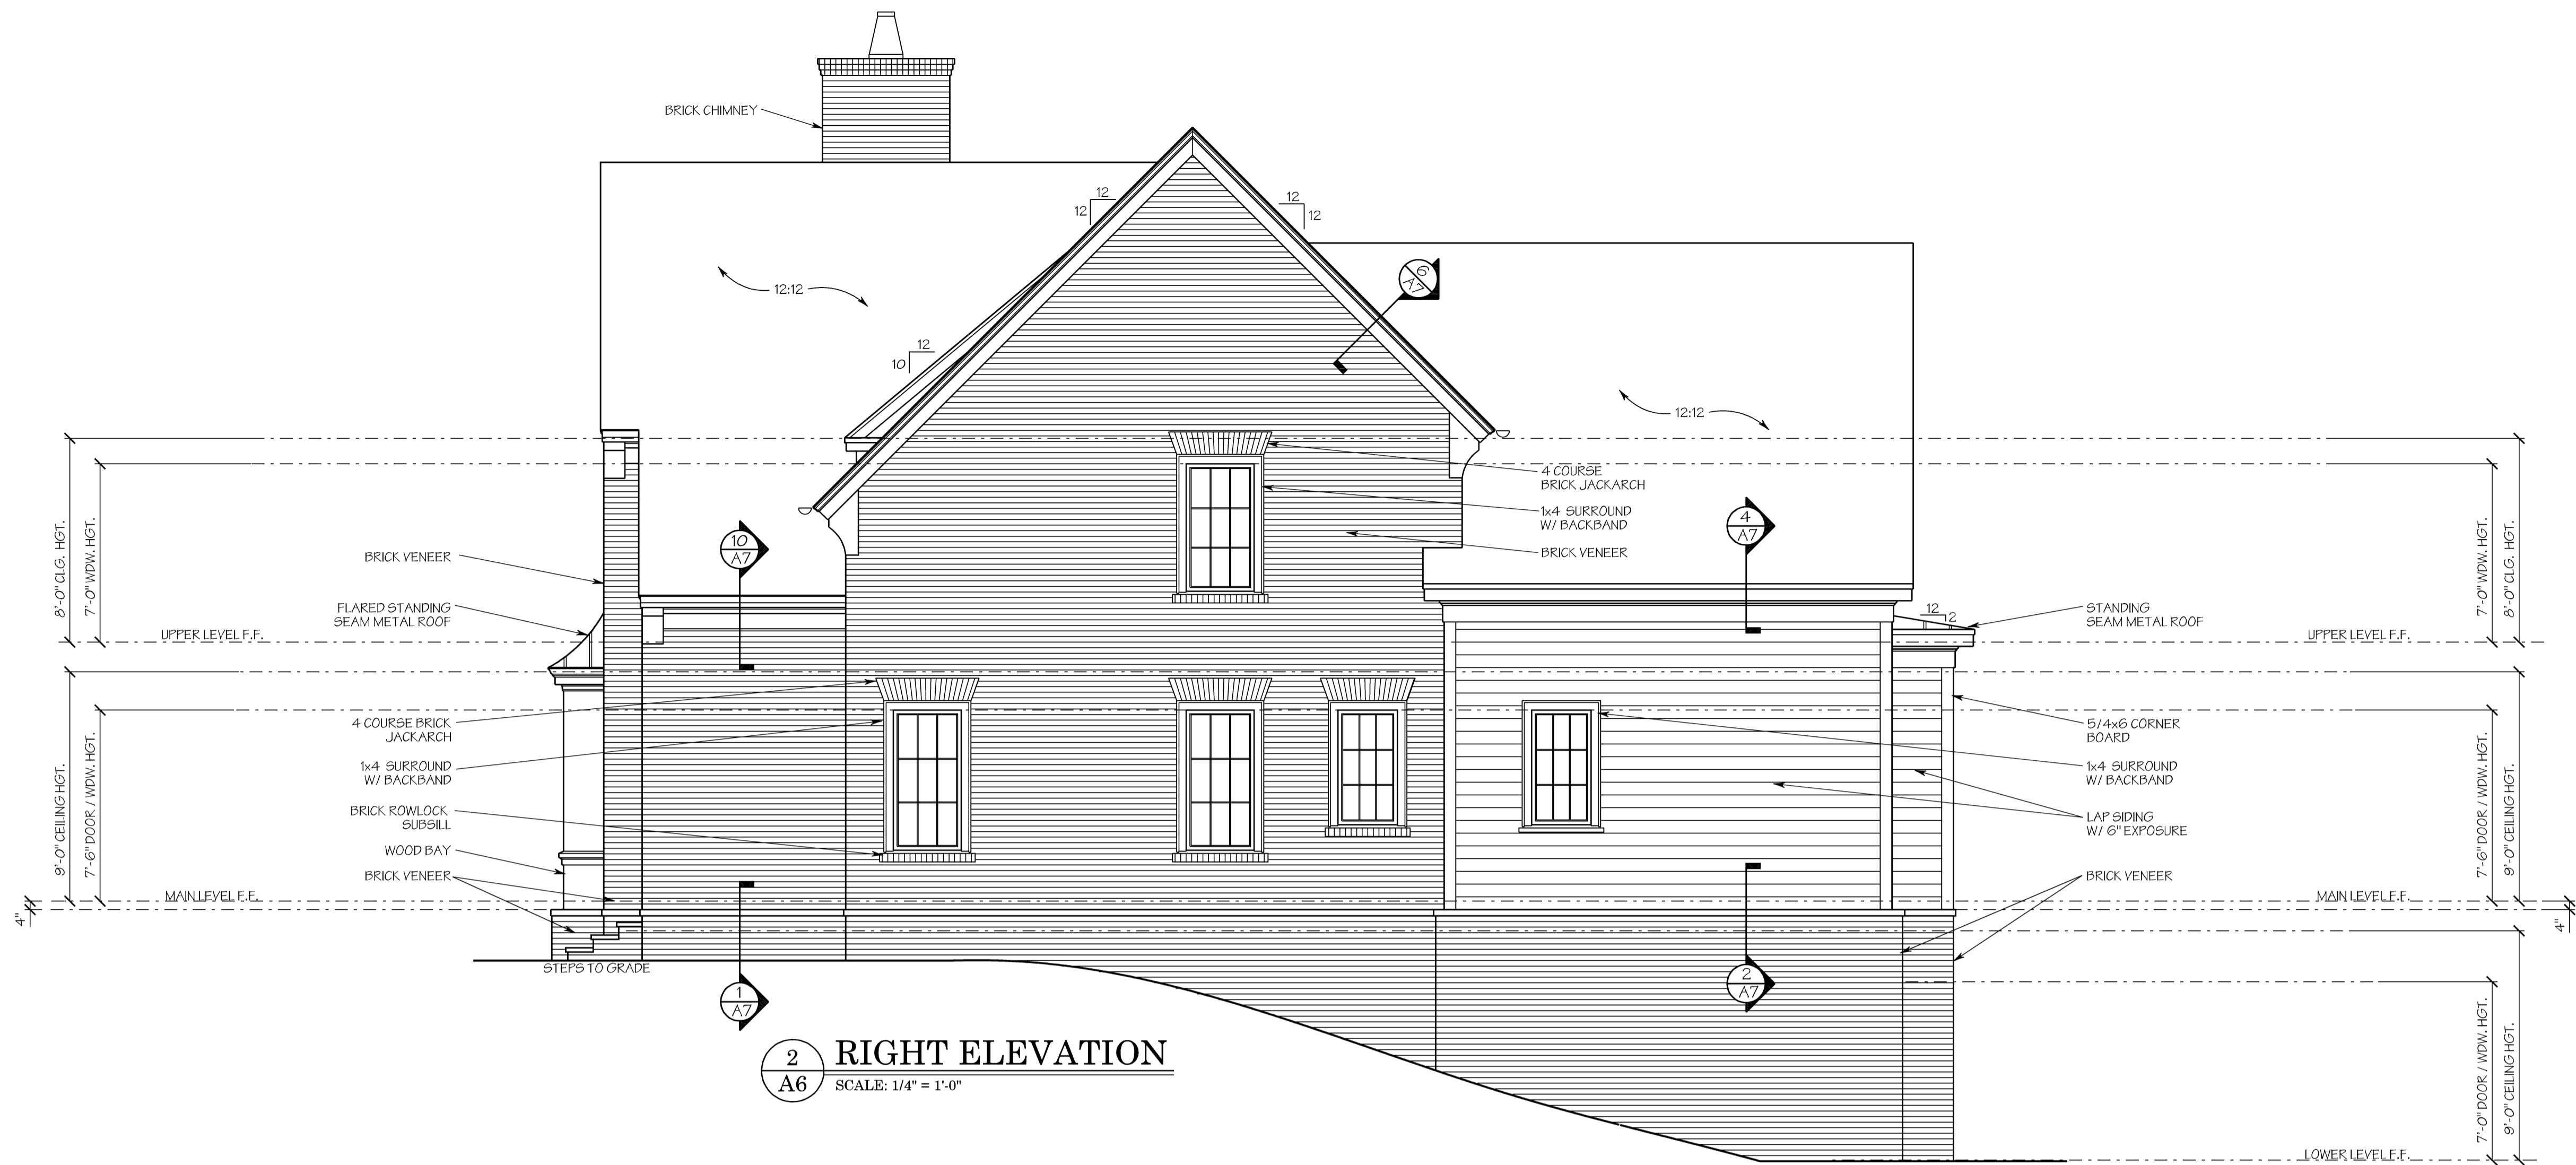 BRICK CHIMNEY
12
12
12
12
12:12
12
10
6
A7
12:12
8'-0" CLG. HGT.
7'-0" WDW. HGT.
BRICK VENEER
FLARED STANDING
SEAM METAL ROOF
UPPER LEVEL F.F.
10
A7
4 COURSE
BRICK JACKARCH
1x4 SURROUND
W/ BACKBAND
BRICK VENEER
4
A7
12
2
STANDING
SEAM METAL ROOF
UPPER LEVEL F.F.
7'-0" WDW. HGT.
8'-0" CLG. HGT.
9'-0" CEILING HGT.
7'-6" DOOR / WDW. HGT.
4 COURSE BRICK
JACKARCH
1x4 SURROUND
W/ BACKBAND
BRICK ROWLOCK
SUBSILL
WOOD BAY
BRICK VENEER
MAIN LEVEL F.F.
4"
STEPS TO GRADE
5/4x6 CORNER
BOARD
1x4 SURROUND
W/ BACKBAND
LAP SIDING
W/ 6" EXPOSURE
BRICK VENEER
MAIN LEVEL F.F.
7'-6" DOOR / WDW. HGT.
9'-0" CEILING HGT.
4"
1
A7
2
A7
2
A6
RIGHT ELEVATION
SCALE: 1/4" = 1'-0"
7'-0" DOOR / WDW. HGT.
9'-0" CEILING HGT.
LOWER LEVEL F.F.